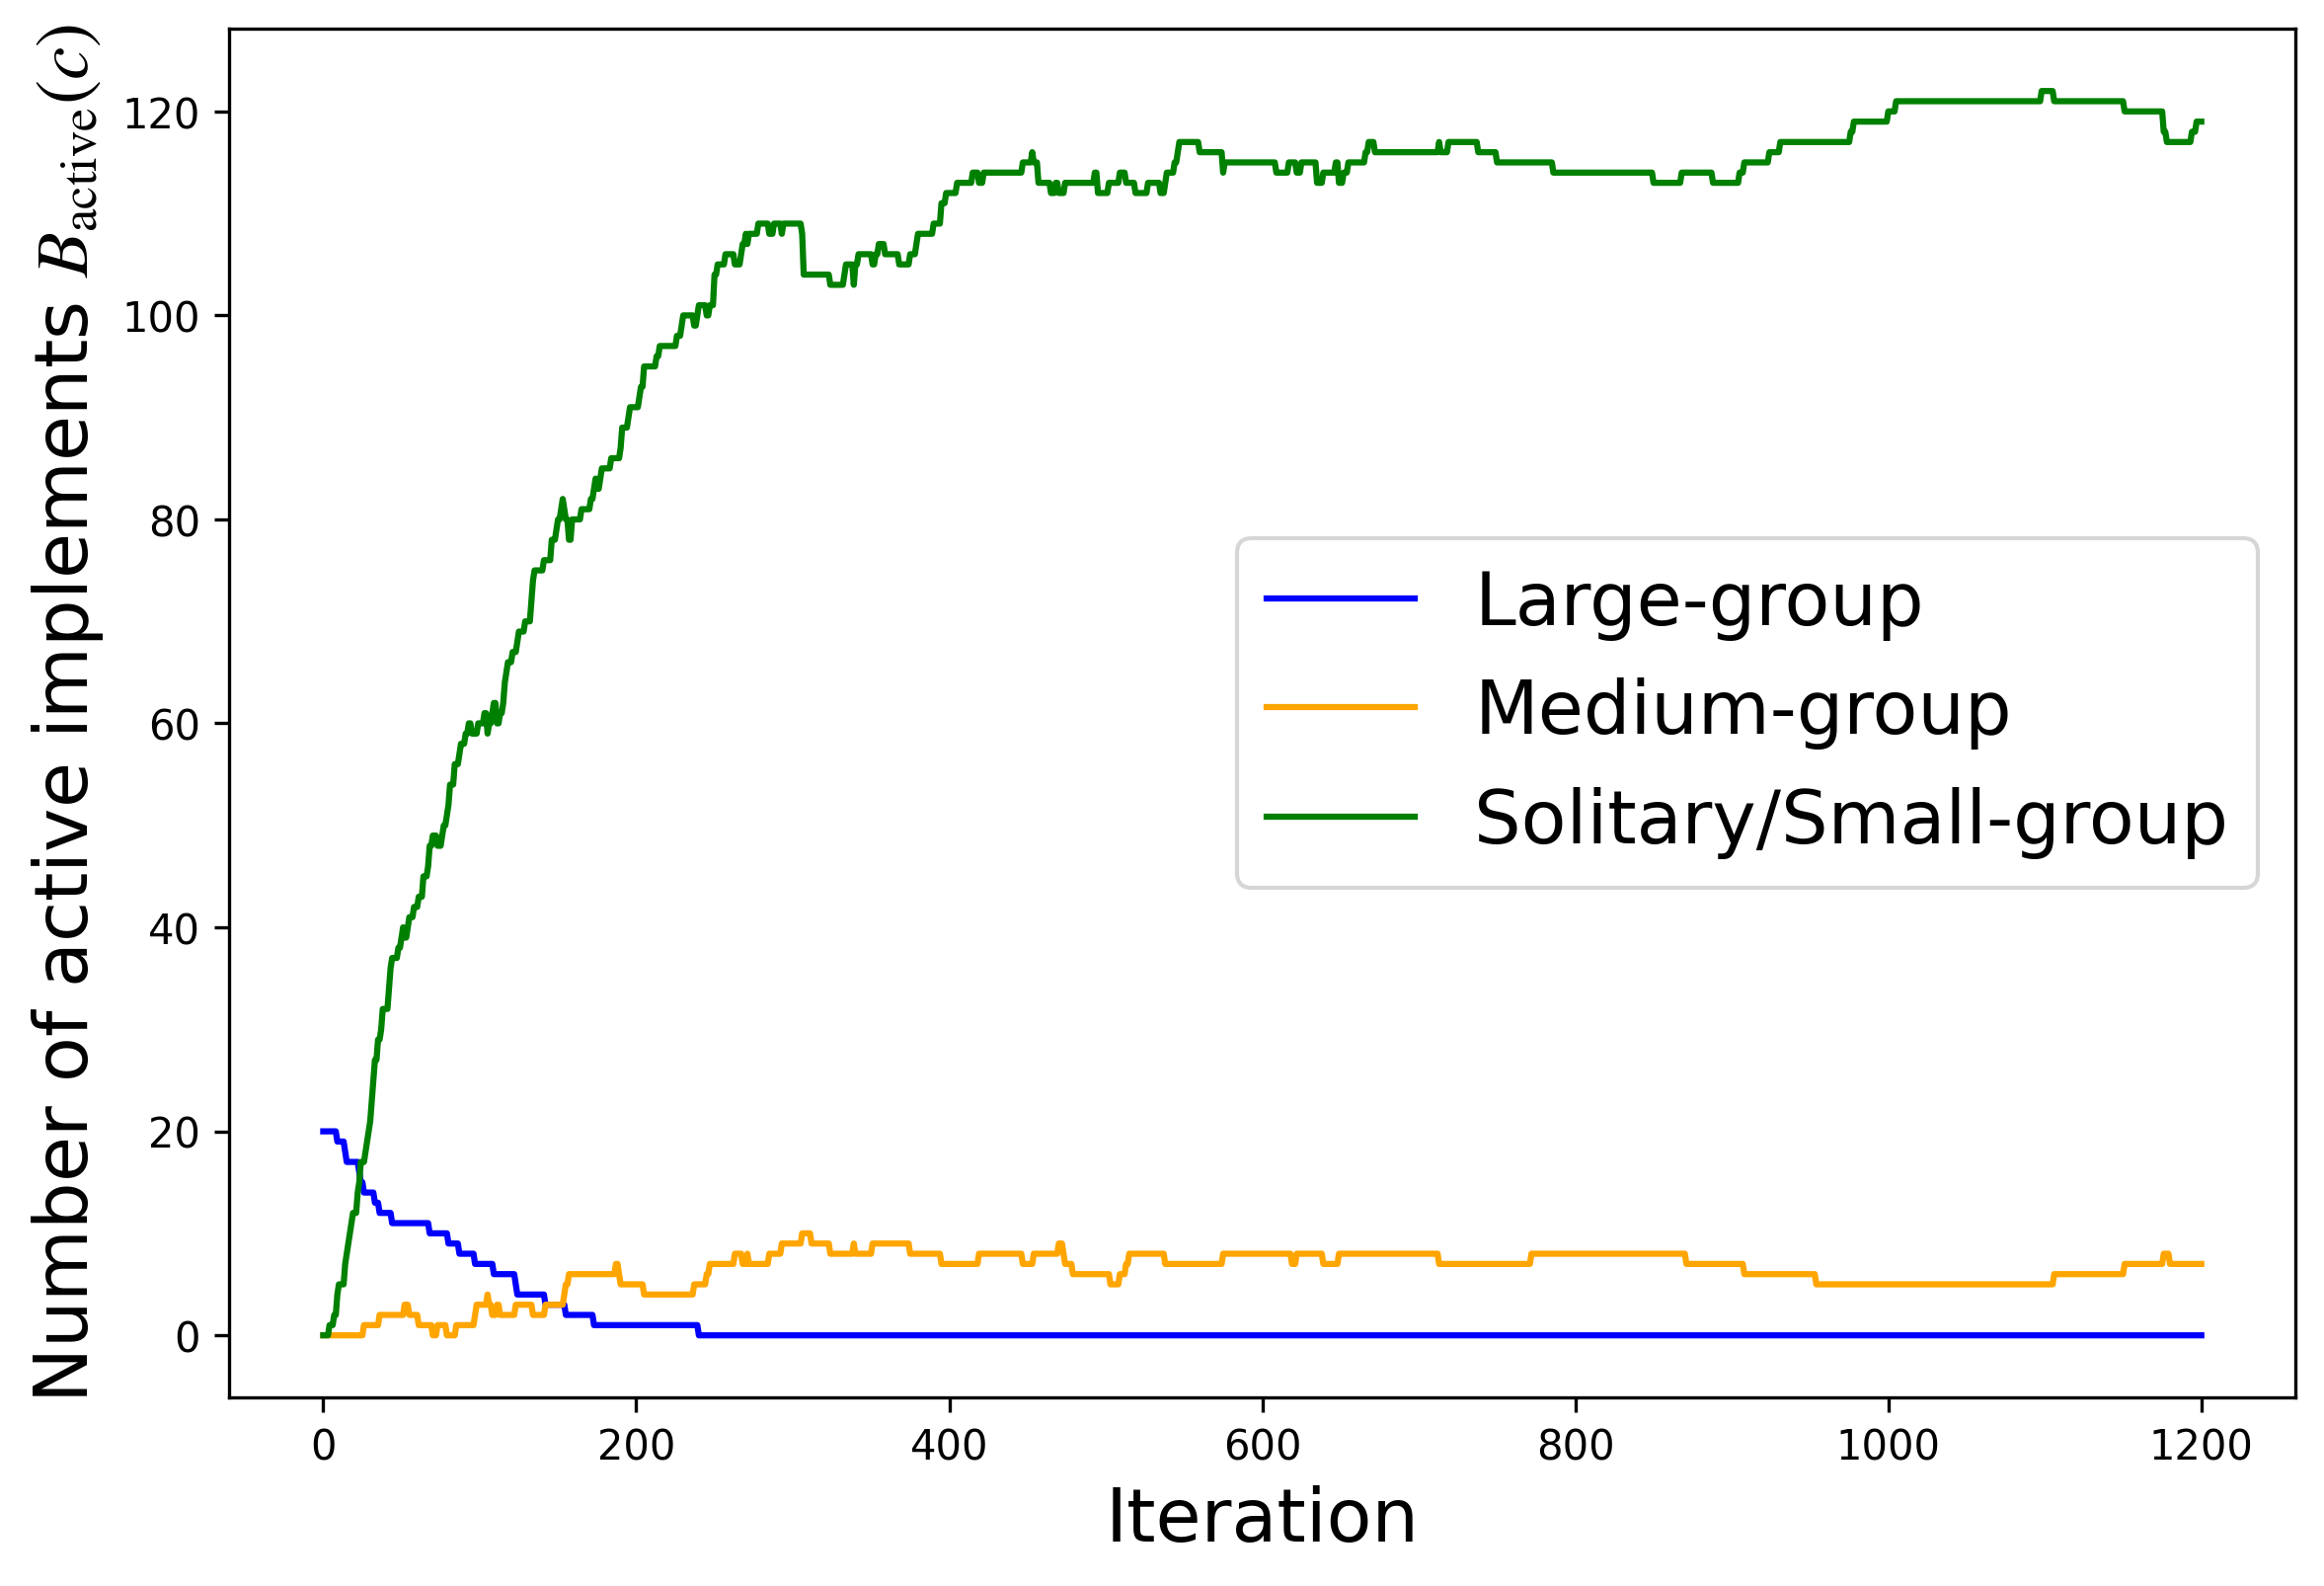 Number of active implements B_active(c)
120
100
80
60
40
20
0
Large-group
Medium-group
Solitary/Small-group
0 200 400 600 800 1000 1200
Iteration